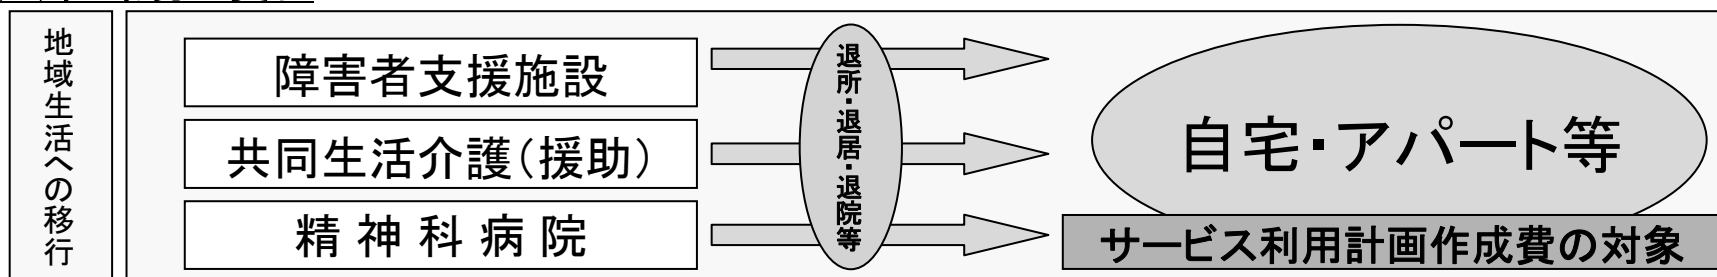 地域生活への移行
障害者支援施設
共同生活介護(援助)
精神科病院
退所・退居・退院等
自宅・アパート等
サービス利用計画作成費の対象